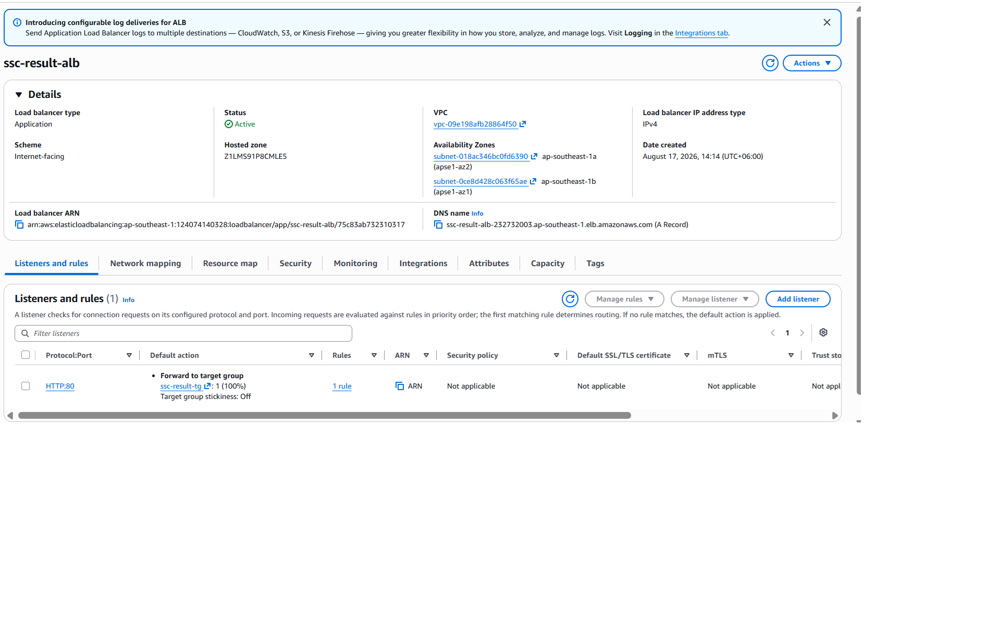 Introducing configurable log deliveries for ALB
Send Application Load Balancer logs to multiple destinations — CloudWatch, S3, or Kinesis Firehose — giving you greater flexibility in how you store, analyze, and manage logs. Visit Logging in the Integrations tab.
ssc-result-alb
Actions
Details
Load balancer type
Application
Status
Active
VPC
vpc-09e198afb28864f50
Load balancer IP address type
IPv4
Scheme
Internet-facing
Hosted zone
Z1LMS91P8CMLE5
Availability Zones
subnet-018ac346bc0fd6390 ap-southeast-1a
(apse1-az2)
subnet-0ce8d428c063f65ae ap-southeast-1b
(apse1-az1)
Date created
August 17, 2026, 14:14 (UTC+06:00)
Load balancer ARN
arn:aws:elasticloadbalancing:ap-southeast-1:124074140328:loadbalancer/app/ssc-result-alb/75c83ab732310317
DNS name Info
ssc-result-alb-232732003.ap-southeast-1.elb.amazonaws.com (A Record)
Listeners and rules Network mapping Resource map Security Monitoring Integrations Attributes Capacity Tags
Listeners and rules (1) Info
Manage rules Manage listener Add listener
A listener checks for connection requests on its configured protocol and port. Incoming requests are evaluated against rules in priority order; the first matching rule determines routing. If no rule matches, the default action is applied.
Filter listeners
1
Protocol:Port Default action Rules ARN Security policy Default SSL/TLS certificate mTLS Trust sto
HTTP:80
• Forward to target group
ssc-result-tg : 1 (100%)
Target group stickiness: Off
1 rule
ARN
Not applicable
Not applicable
Not applicable
Not appl